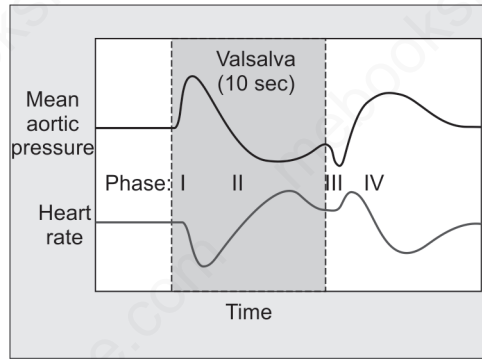 Valsalva
(10 sec)
Mean
aortic
pressure
Phase: I II III IV
Heart
rate
Time